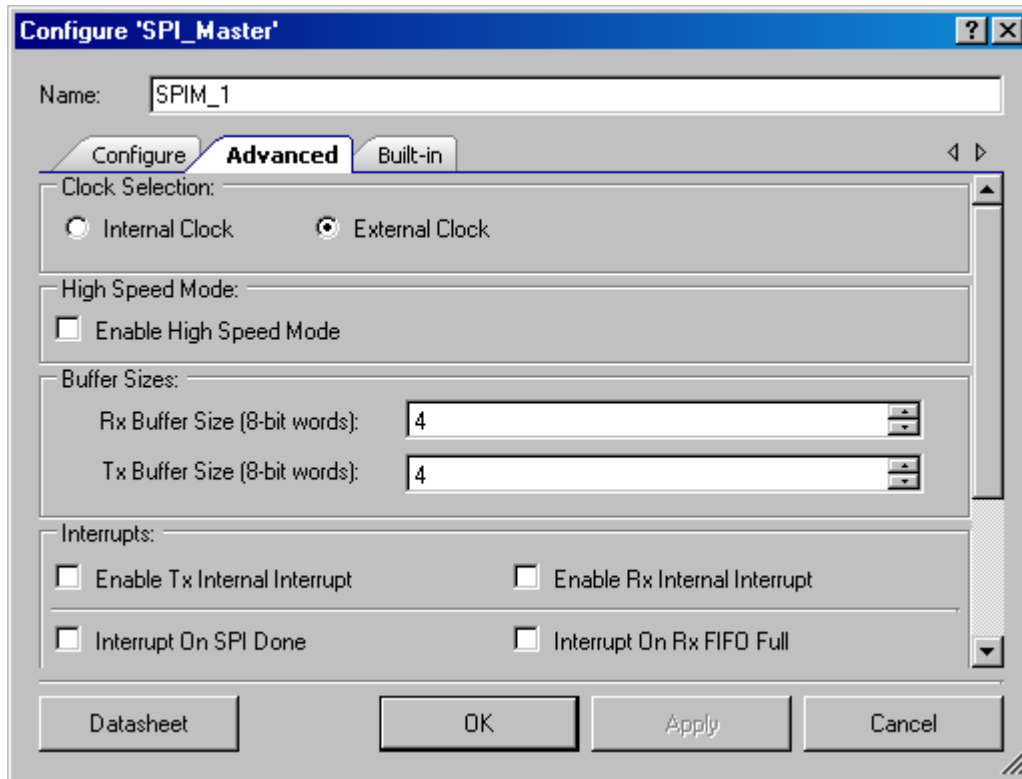 Configure 'SPI_Master'
Name: SPIM_1
Configure Advanced Built-in
Clock Selection:
Internal Clock External Clock
High Speed Mode:
Enable High Speed Mode
Buffer Sizes:
Rx Buffer Size (8-bit words): 4
Tx Buffer Size (8-bit words): 4
Interrupts:
Enable Tx Internal Interrupt Enable Rx Internal Interrupt
Interrupt On SPI Done Interrupt On Rx FIFO Full
Datasheet OK Apply Cancel